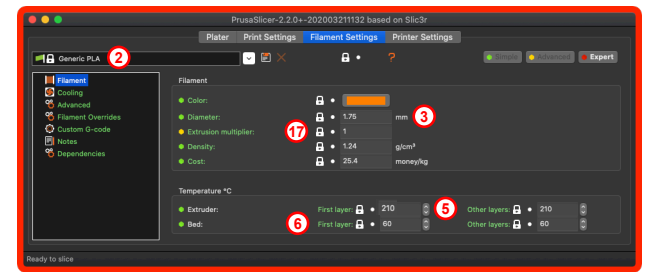 PrusaSlicer-2.2.0+-202003211132 based on Slic3r
Plater Print Settings Filament Settings Printer Settings
Generic PLA 2 ? Simple Advanced Expert
Filament
Cooling
Advanced
Filament Overrides
Custom G-code
Notes
Dependencies
Filament
Color:
Diameter: 1.75 mm 3
Extrusion multiplier: 17 1
Density: 1.24 g/cm³
Cost: 25.4 money/kg
Temperature °C
Extruder: First layer: 210 5 Other layers: 210
Bed: 6 First layer: 60 Other layers: 60
Ready to slice